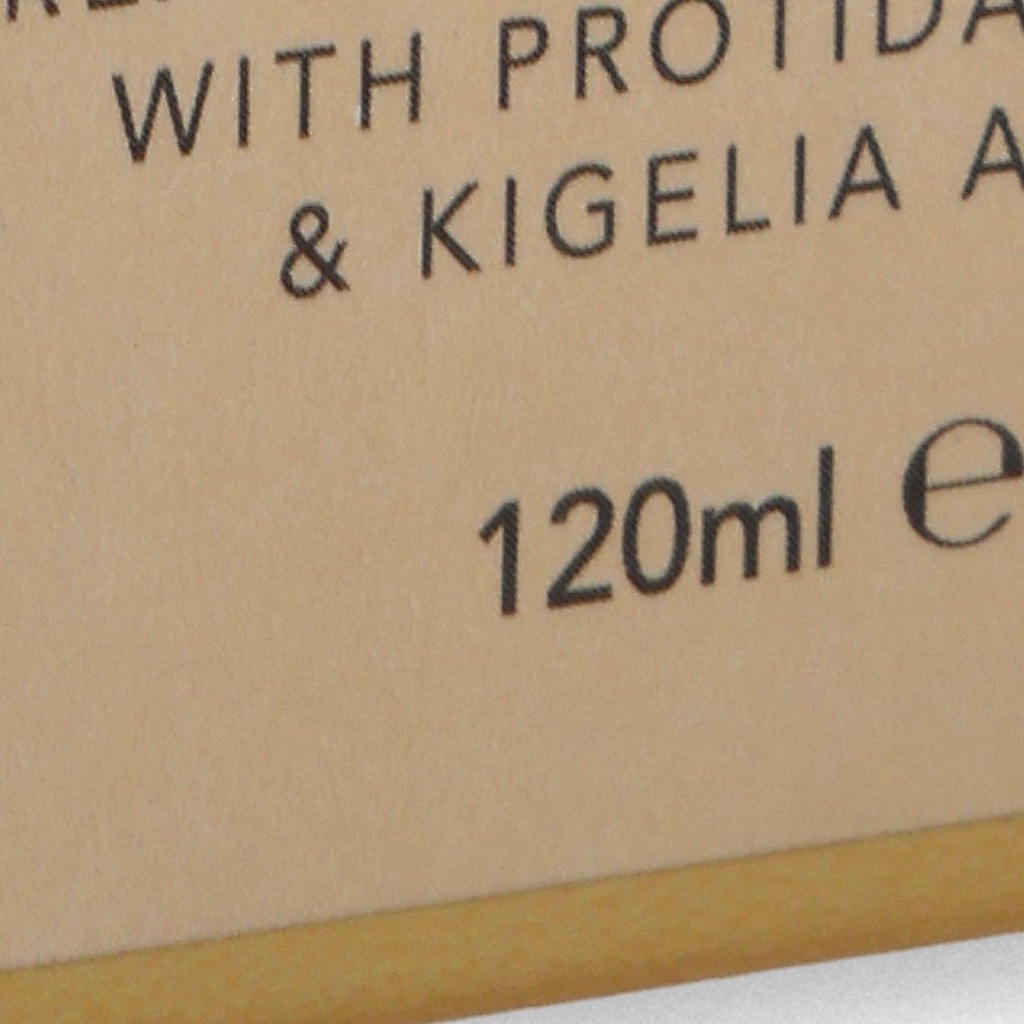 WITH PROTIDA
& KIGELIA A
120ml e